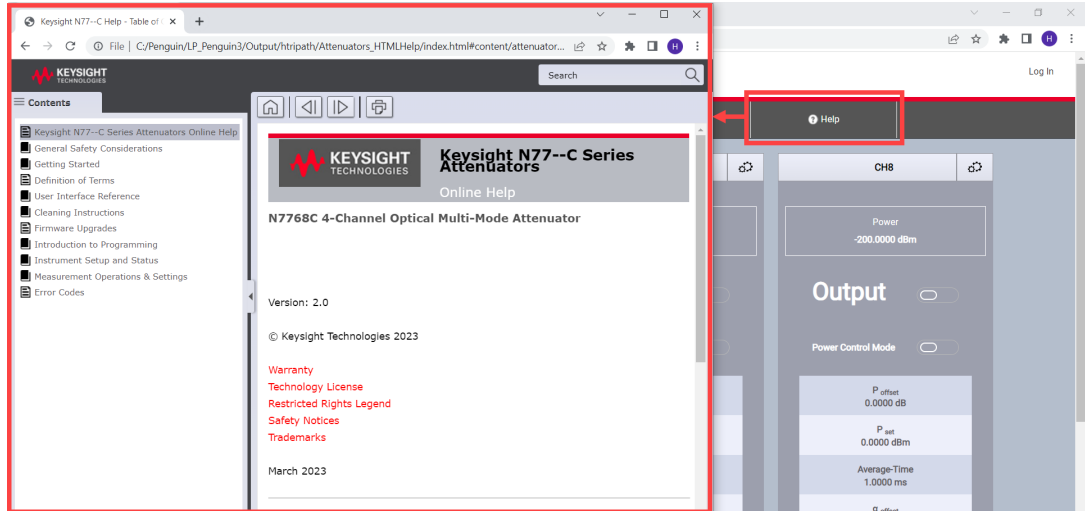 Keysight N77--C Help - Table of
File
C:/Penguin/LP_Penguin3/Output/htripath/Attenuators_HTMLHelp/index.html#content/attenuator...
H
H
KEYSIGHT
TECHNOLOGIES
Search
Log In
Contents
Help
Keysight N77--C Series Attenuators Online Help
General Safety Considerations
Getting Started
Definition of Terms
User Interface Reference
Cleaning Instructions
Firmware Upgrades
Introduction to Programming
Instrument Setup and Status
Measurement Operations & Settings
Error Codes
KEYSIGHT
TECHNOLOGIES
Keysight N77--C Series
Attenuators
Online Help
N7768C 4-Channel Optical Multi-Mode Attenuator
Version: 2.0
© Keysight Technologies 2023
Warranty
Technology License
Restricted Rights Legend
Safety Notices
Trademarks
March 2023
CH8
Power
-200.0000 dBm
Output
Power Control Mode
P offset
0.0000 dB
P set
0.0000 dBm
Average-Time
1.0000 ms